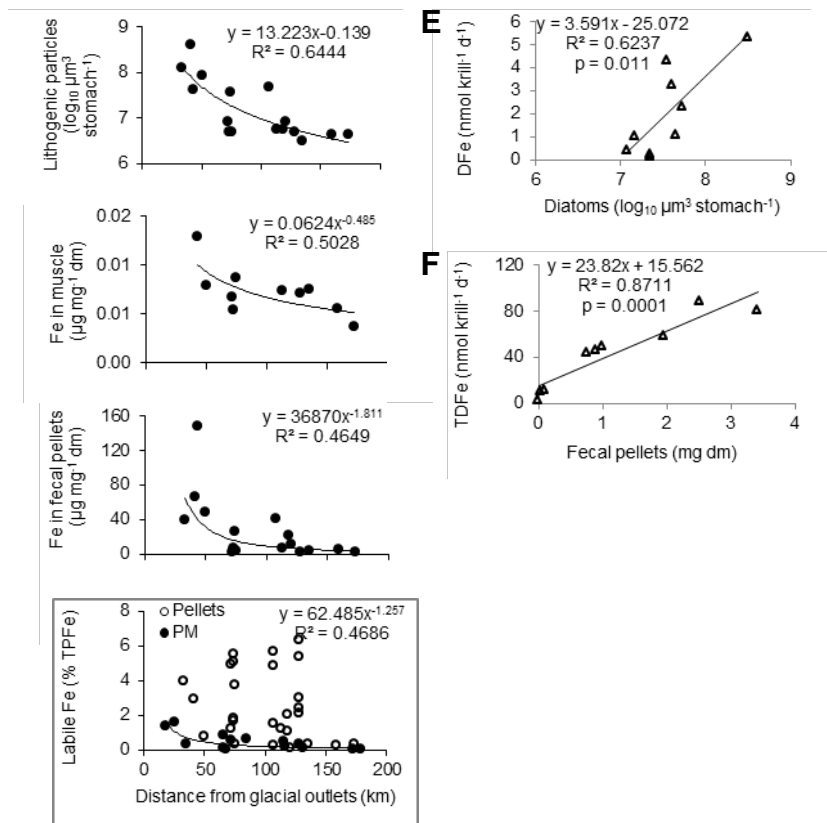 Lithogenic particles
(log₁₀ µm³
stomach⁻¹)
9
8
7
6
y = 13.223x-0.139
R² = 0.6444
Fe in muscle
(µg mg⁻¹ dm)
0.02
0.01
0.01
0.00
y = 0.0624x⁻⁰·⁴⁸⁵
R² = 0.5028
Fe in fecal pellets
(µg mg⁻¹ dm)
160
120
80
40
0
y = 36870x⁻¹·⁸¹¹
R² = 0.4649
Labile Fe (% TPFe)
8
6
4
2
0
Pellets
PM
y = 62.485x⁻¹·²⁵⁷
R² = 0.4686
0 50 100 150 200
Distance from glacial outlets (km)
E
DFe (nmol krill⁻¹ d⁻¹)
6
5
4
3
2
1
0
y = 3.591x - 25.072
R² = 0.6237
p = 0.011
6 7 8 9
Diatoms (log₁₀ µm³ stomach⁻¹)
F
TDFe (nmol krill⁻¹ d⁻¹)
120
80
40
0
y = 23.82x + 15.562
R² = 0.8711
p = 0.0001
0 1 2 3 4
Fecal pellets (mg dm)